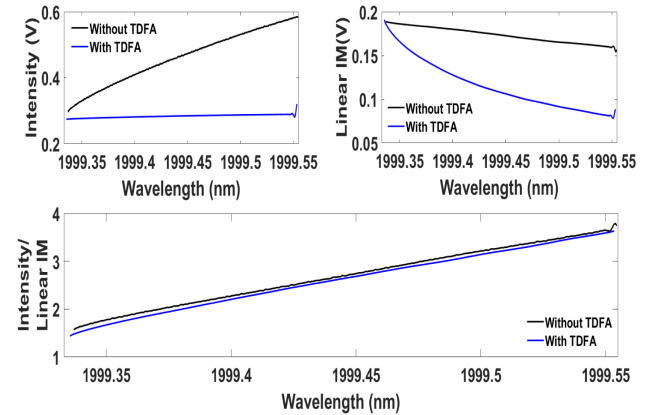 0.6
0.4
0.2
Intensity (V)
Without TDFA
With TDFA
1999.35 1999.4 1999.45 1999.5 1999.55
Wavelength (nm)
0.2
0.15
0.1
0.05
Linear IM(V)
Without TDFA
With TDFA
1999.35 1999.4 1999.45 1999.5 1999.55
Wavelength (nm)
4
3
2
1
Intensity/
Linear IM
Without TDFA
With TDFA
1999.35 1999.4 1999.45 1999.5 1999.55
Wavelength (nm)